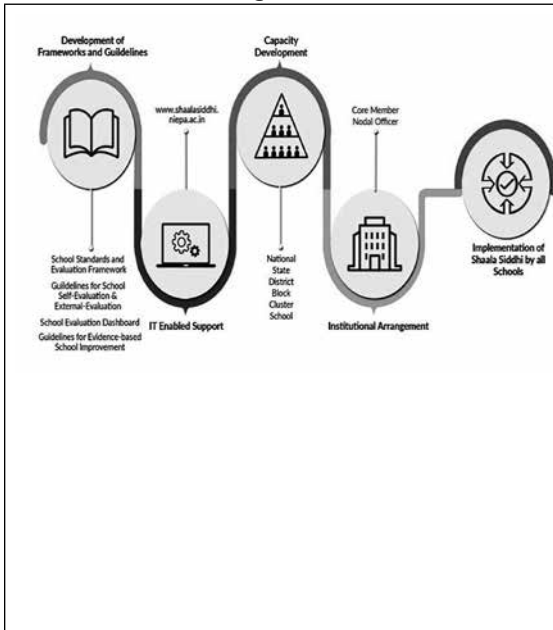 Development of
Frameworks and Guildelines
School Standards and
Evaluation Framework
Guildelines for School
Self-Evaluation &
External-Evaluation
School Evaluation Dashboard
Guidelines for Evidence-based
School Improvement
www.shaalasiddhi.
niepa.ac.in
IT Enabled Support
Capacity
Development
National
State
District
Block
Cluster
School
Core Member
Nodal Officer
Institutional Arrangement
Implementation of
Shaala Siddhi by all
Schools